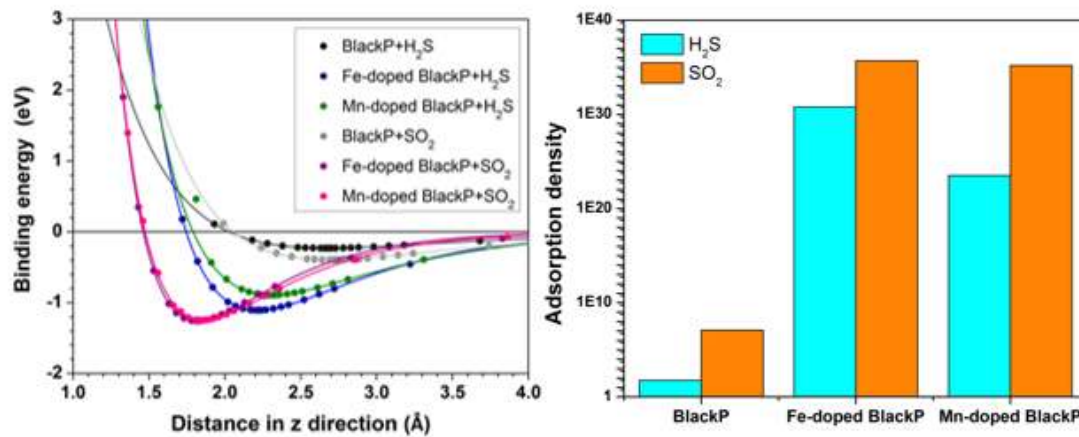 3
2
1
0
-1
-2
Binding energy (eV)
1.0 1.5 2.0 2.5 3.0 3.5 4.0
Distance in z direction (Å)
BlackP+H₂S
Fe-doped BlackP+H₂S
Mn-doped BlackP+H₂S
BlackP+SO₂
Fe-doped BlackP+SO₂
Mn-doped BlackP+SO₂
1E40
1E30
1E20
1E10
1
Adsorption density
H₂S
SO₂
BlackP Fe-doped BlackP Mn-doped BlackP